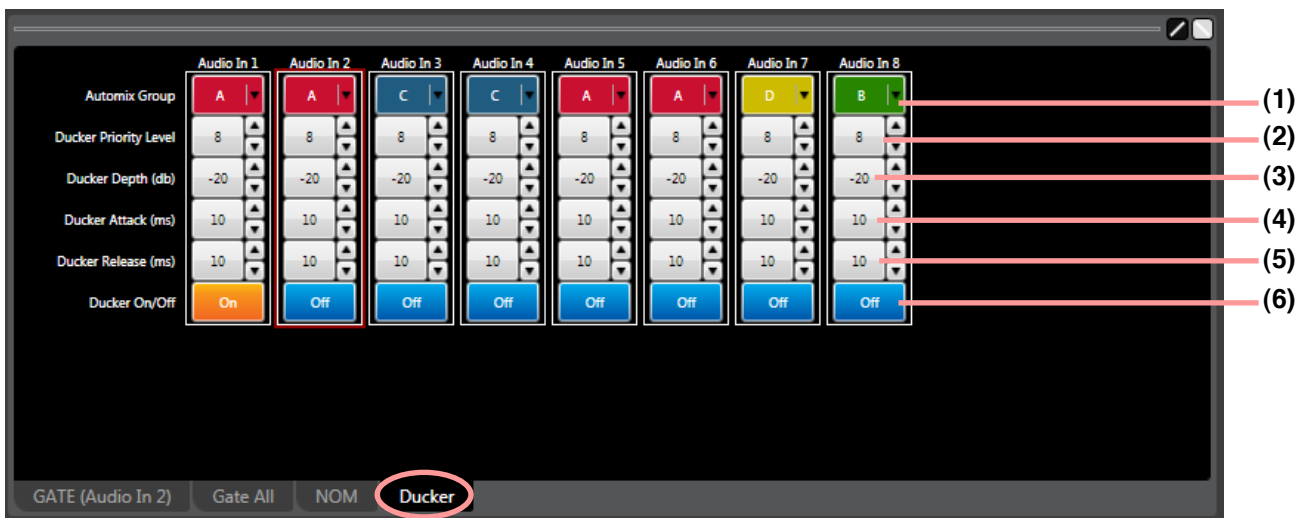 Audio In 1 Audio In 2 Audio In 3 Audio In 4 Audio In 5 Audio In 6 Audio In 7 Audio In 8
Automix Group A A C C A A D B (1)
Ducker Priority Level 8 8 8 8 8 8 8 8 (2)
Ducker Depth (db) -20 -20 -20 -20 -20 -20 -20 -20 (3)
Ducker Attack (ms) 10 10 10 10 10 10 10 10 (4)
Ducker Release (ms) 10 10 10 10 10 10 10 10 (5)
Ducker On/Off On Off Off Off Off Off Off Off (6)
GATE (Audio In 2) Gate All NOM Ducker